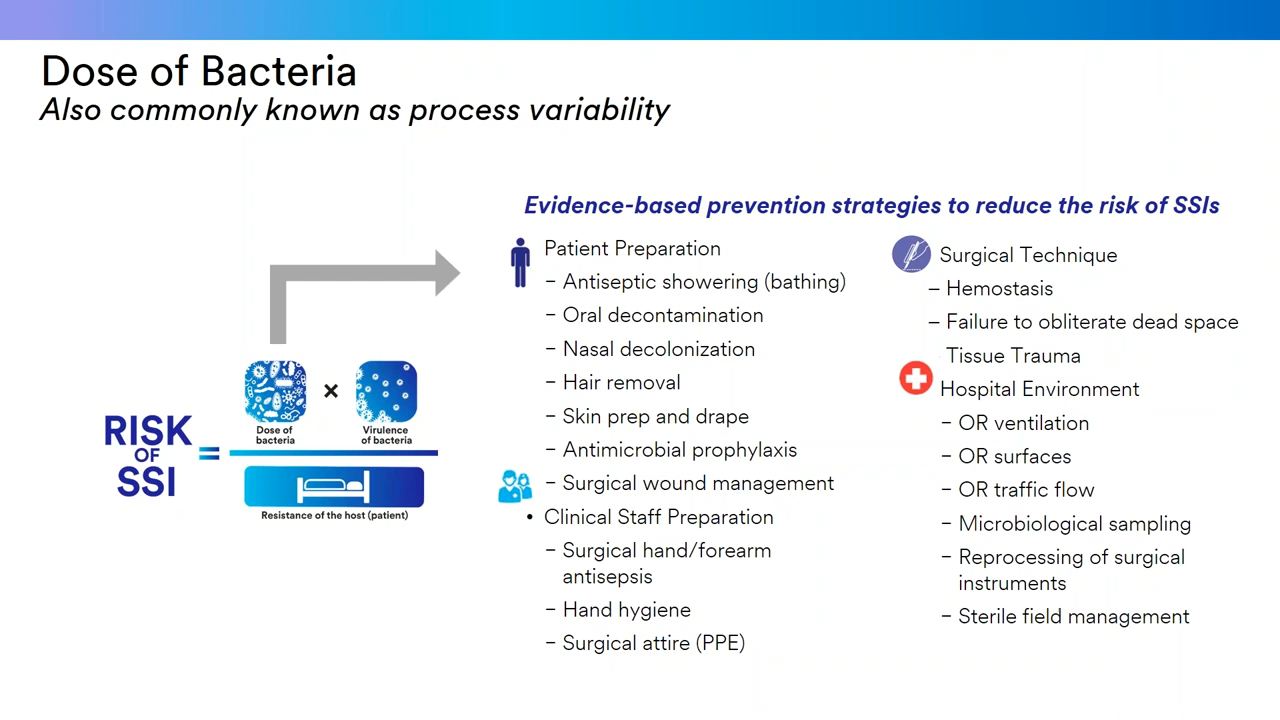 Dose of Bacteria
Also commonly known as process variability
RISK
OF
SSI
=
Dose of
bacteria
×
Virulence
of bacteria
Resistance of the host (patient)
Evidence-based prevention strategies to reduce the risk of SSIs
Patient Preparation
– Antiseptic showering (bathing)
– Oral decontamination
– Nasal decolonization
– Hair removal
– Skin prep and drape
– Antimicrobial prophylaxis
– Surgical wound management
• Clinical Staff Preparation
– Surgical hand/forearm
antisepsis
– Hand hygiene
– Surgical attire (PPE)
Surgical Technique
– Hemostasis
– Failure to obliterate dead space
Tissue Trauma
Hospital Environment
– OR ventilation
– OR surfaces
– OR traffic flow
– Microbiological sampling
– Reprocessing of surgical
instruments
– Sterile field management